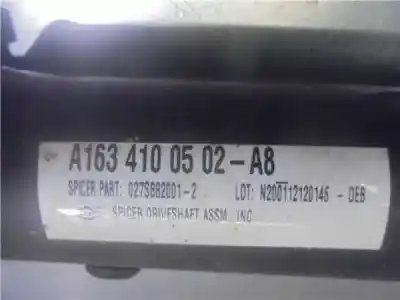 A163 410 05 02-A8
SPICER PART: 027SB82001-2 LOT: N200112120146 - DEB
SPICER DRIVESHAFT ASSM. INC